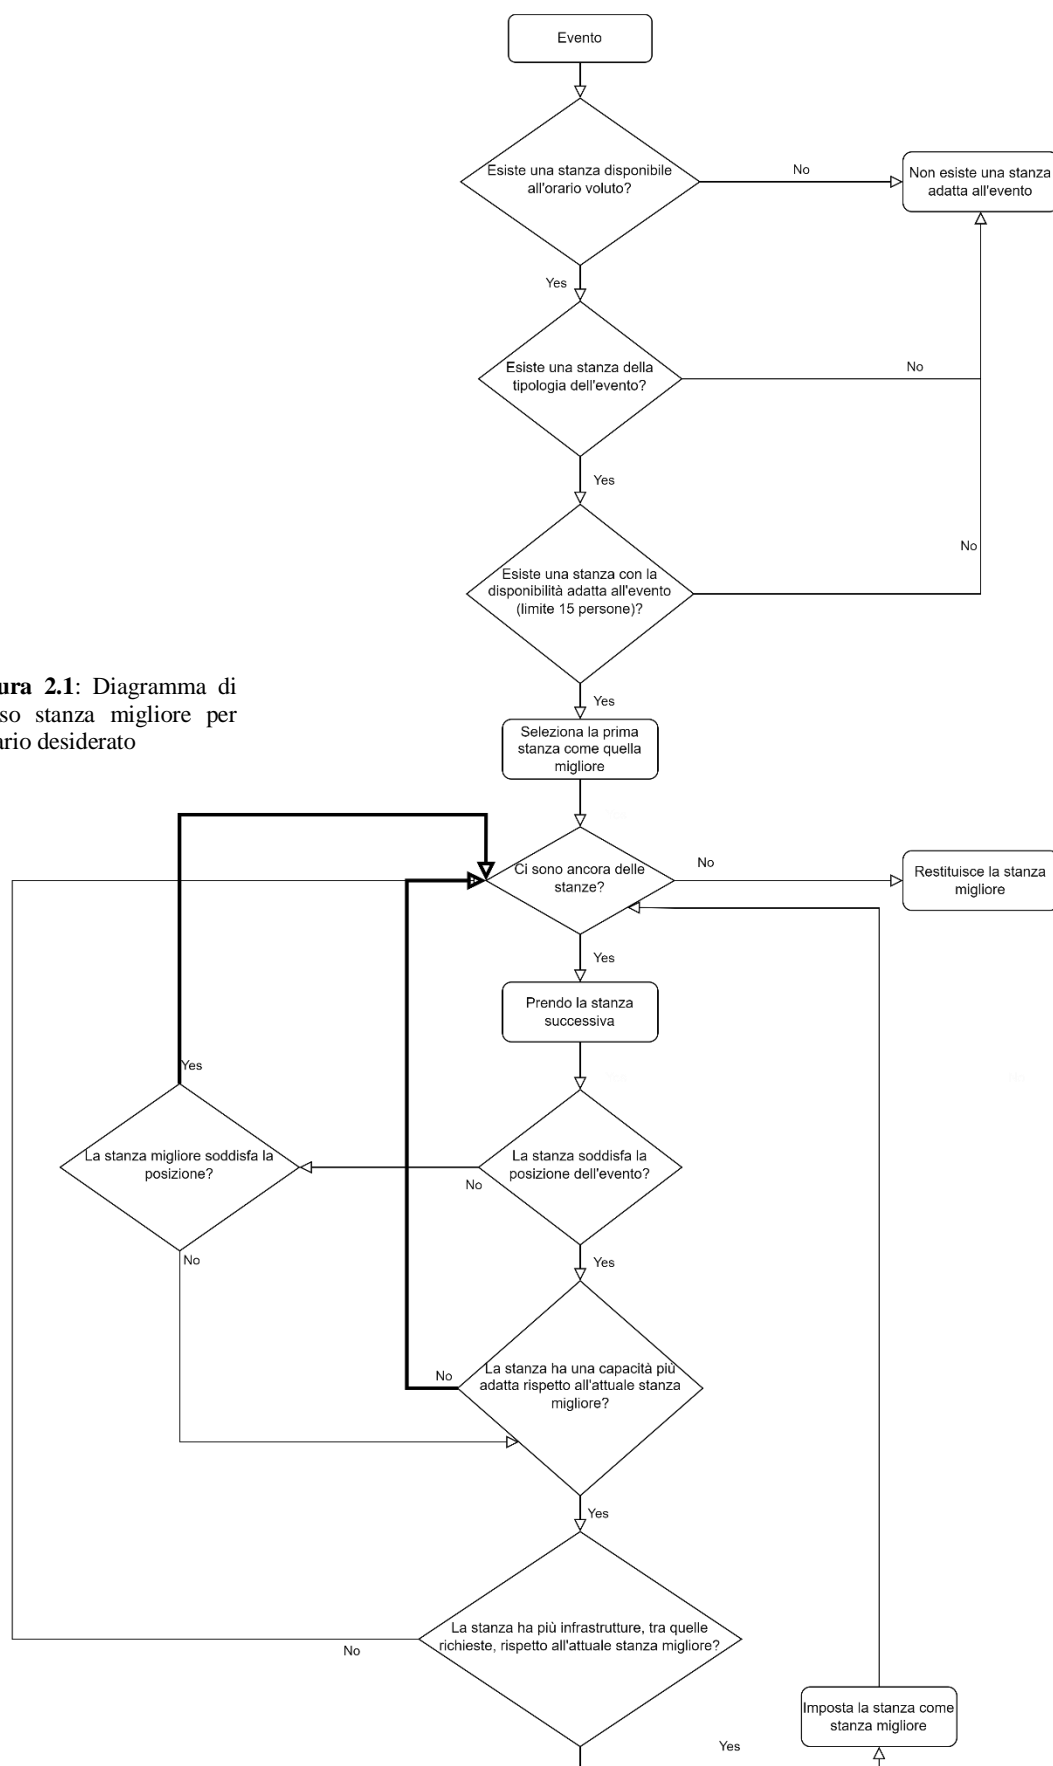 Evento
Esiste una stanza disponibile
all'orario voluto?
No
Non esiste una stanza
adatta all'evento
Yes
Esiste una stanza della
tipologia dell'evento?
No
Yes
Esiste una stanza con la
disponibilità adatta all'evento
(limite 15 persone)?
No
Yes
ura 2.1: Diagramma di
so stanza migliore per
ario desiderato
Seleziona la prima
stanza come quella
migliore
Ci sono ancora delle
stanze?
No
Restituisce la stanza
migliore
Yes
Prendo la stanza
successiva
La stanza soddisfa la
posizione dell'evento?
No
Yes
La stanza migliore soddisfa la
posizione?
No
Yes
La stanza ha una capacità più
adatta rispetto all'attuale stanza
migliore?
No
Yes
La stanza ha più infrastrutture, tra quelle
richieste, rispetto all'attuale stanza migliore?
No
Yes
Imposta la stanza come
stanza migliore